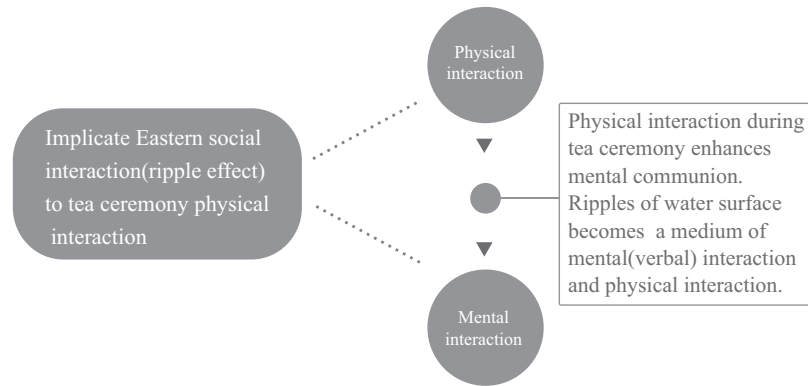 Implicate Eastern social
interaction(ripple effect)
to tea ceremony physical
interaction
Physical
interaction
Physical interaction during
tea ceremony enhances
mental communion.
Ripples of water surface
becomes a medium of
mental(verbal) interaction
and physical interaction.
Mental
interaction